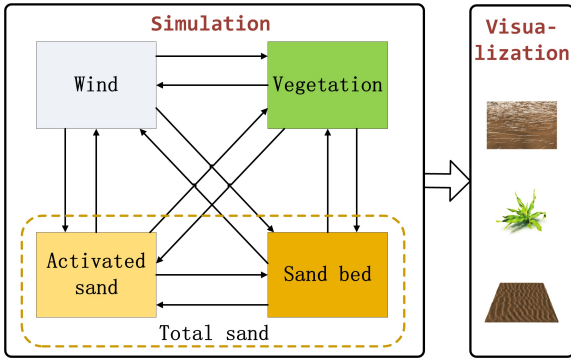 Simulation
Wind
Vegetation
Activated
sand
Sand bed
Total sand
Visua-
lization